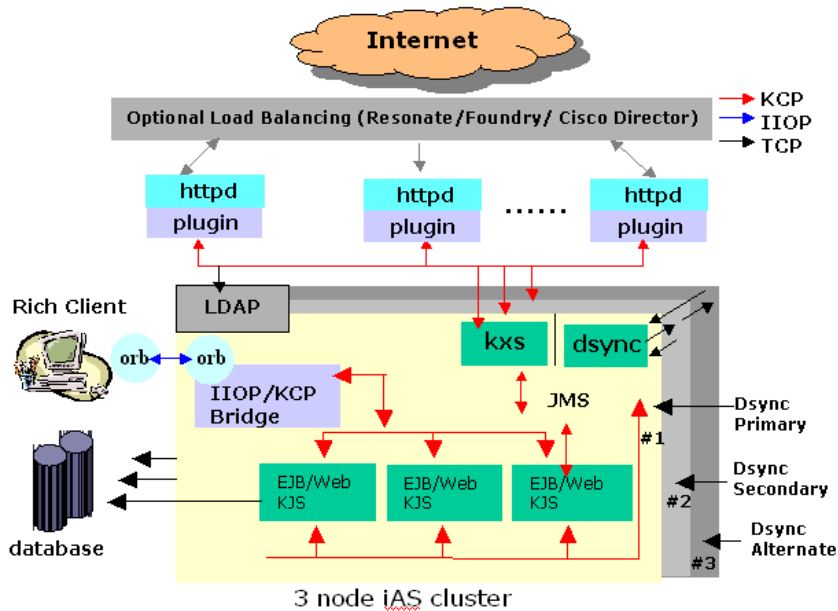 Internet
Optional Load Balancing (Resonate/Foundry/ Cisco Director)
KCP
IIOP
TCP
httpd
plugin
httpd
plugin
......
httpd
plugin
LDAP
Rich Client
orb
orb
IIOP/KCP
Bridge
kxs
dsync
JMS
Dsync
Primary
#1
EJB/Web
KJS
EJB/Web
KJS
EJB/Web
KJS
Dsync
Secondary
#2
database
Dsync
Alternate
#3
3 node iAS cluster